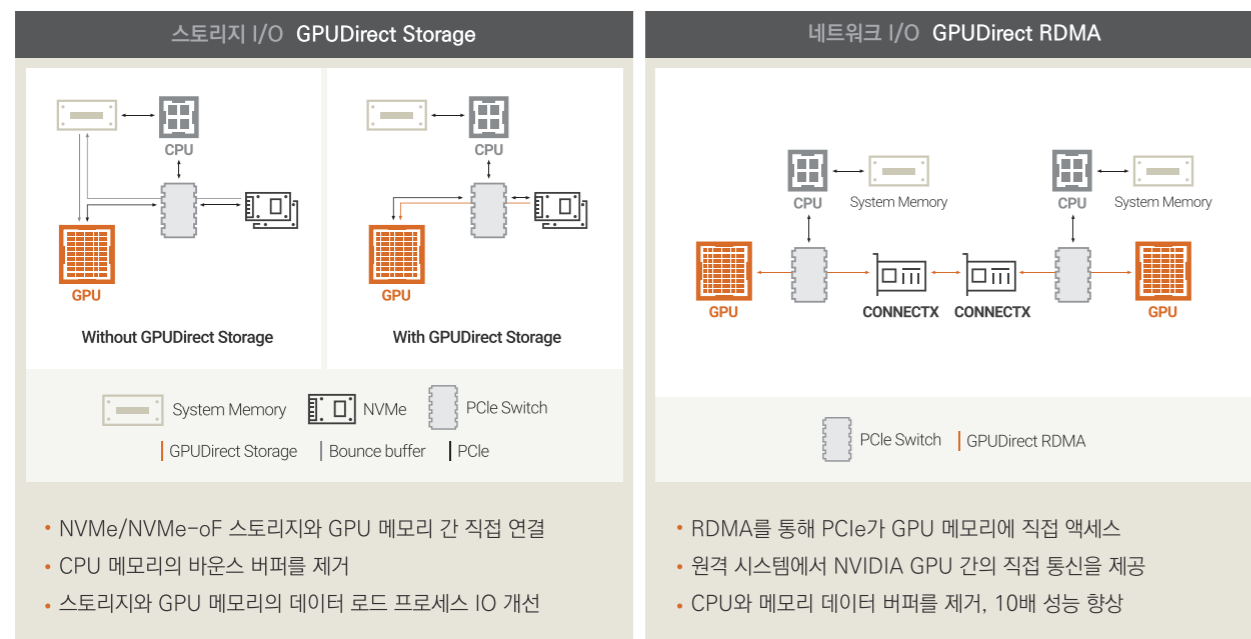 스토리지 I/O GPUDirect Storage
CPU
GPU
Without GPUDirect Storage
CPU
GPU
With GPUDirect Storage
System Memory
NVMe
PCIe Switch
GPUDirect Storage
Bounce buffer
PCIe
• NVMe/NVMe-oF 스토리지와 GPU 메모리 간 직접 연결
• CPU 메모리의 바운스 버퍼를 제거
• 스토리지와 GPU 메모리의 데이터 로드 프로세스 IO 개선
네트워크 I/O GPUDirect RDMA
CPU
System Memory
CPU
System Memory
GPU
CONNECTX
CONNECTX
GPU
PCIe Switch
GPUDirect RDMA
• RDMA를 통해 PCIe가 GPU 메모리에 직접 액세스
• 원격 시스템에서 NVIDIA GPU 간의 직접 통신을 제공
• CPU와 메모리 데이터 버퍼를 제거, 10배 성능 향상